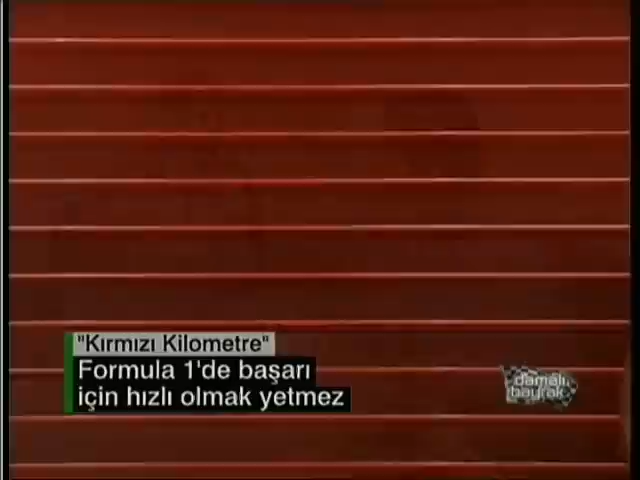 "Kırmızı Kilometre"
Formula 1'de başarı
için hızlı olmak yetmez
damalı
bayrak